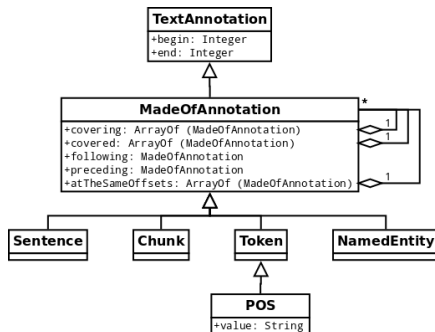 TextAnnotation
+begin: Integer
+end: Integer
MadeOfAnnotation
*
+covering: ArrayOf (MadeOfAnnotation)
1
+covered: ArrayOf (MadeOfAnnotation)
1
+following: MadeOfAnnotation
+preceding: MadeOfAnnotation
+atTheSameOffsets: ArrayOf (MadeOfAnnotation)
1
Sentence
Chunk
Token
NamedEntity
POS
+value: String